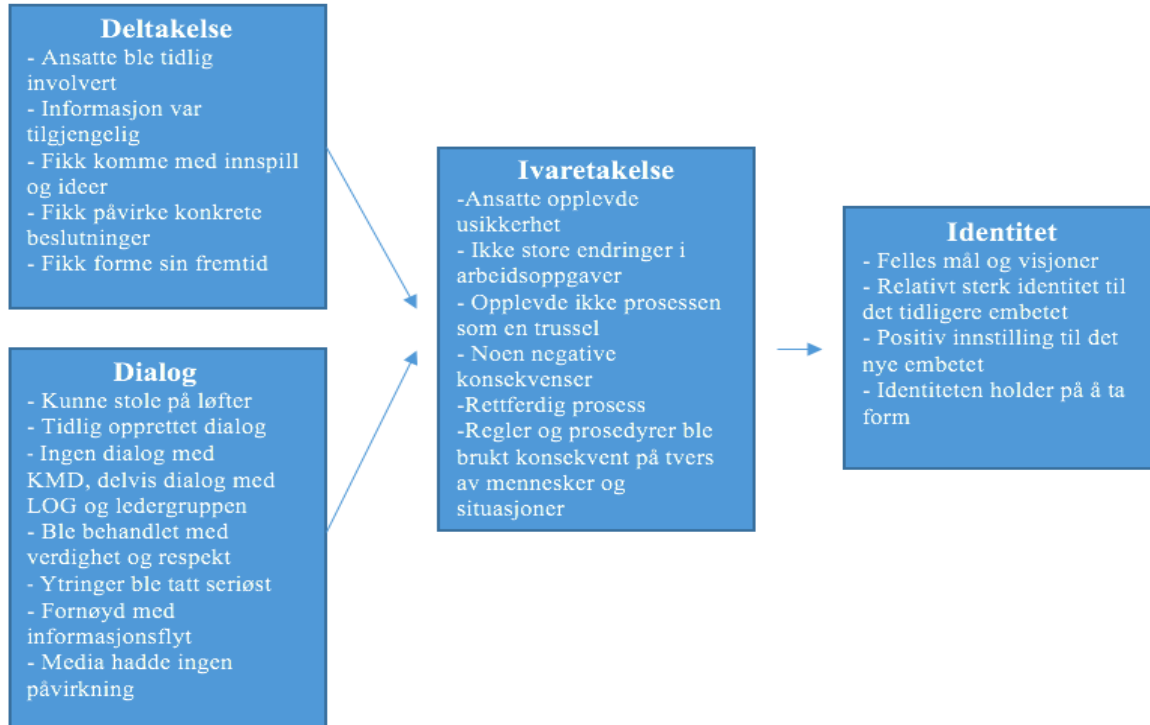 Deltakelse
- Ansatte ble tidlig
involvert
- Informasjon var
tilgjengelig
- Fikk komme med innspill
og ideer
- Fikk påvirke konkrete
beslutninger
- Fikk forme sin fremtid
Dialog
- Kunne stole på løfter
- Tidlig opprettet dialog
- Ingen dialog med
KMD, delvis dialog med
LOG og ledergruppen
- Ble behandlet med
verdighet og respekt
- Ytringer ble tatt seriøst
- Fornøyd med
informasjonsflyt
- Media hadde ingen
påvirkning
Ivaretakelse
-Ansatte opplevde
usikkerhet
- Ikke store endringer i
arbeidsoppgaver
- Opplevde ikke prosessen
som en trussel
- Noen negative
konsekvenser
-Rettferdig prosess
-Regler og prosedyrer ble
brukt konsekvent på tvers
av mennesker og
situasjoner
Identitet
- Felles mål og visjoner
- Relativt sterk identitet til
det tidligere embetet
- Positiv innstilling til det
nye embetet
- Identiteten holder på å ta
form